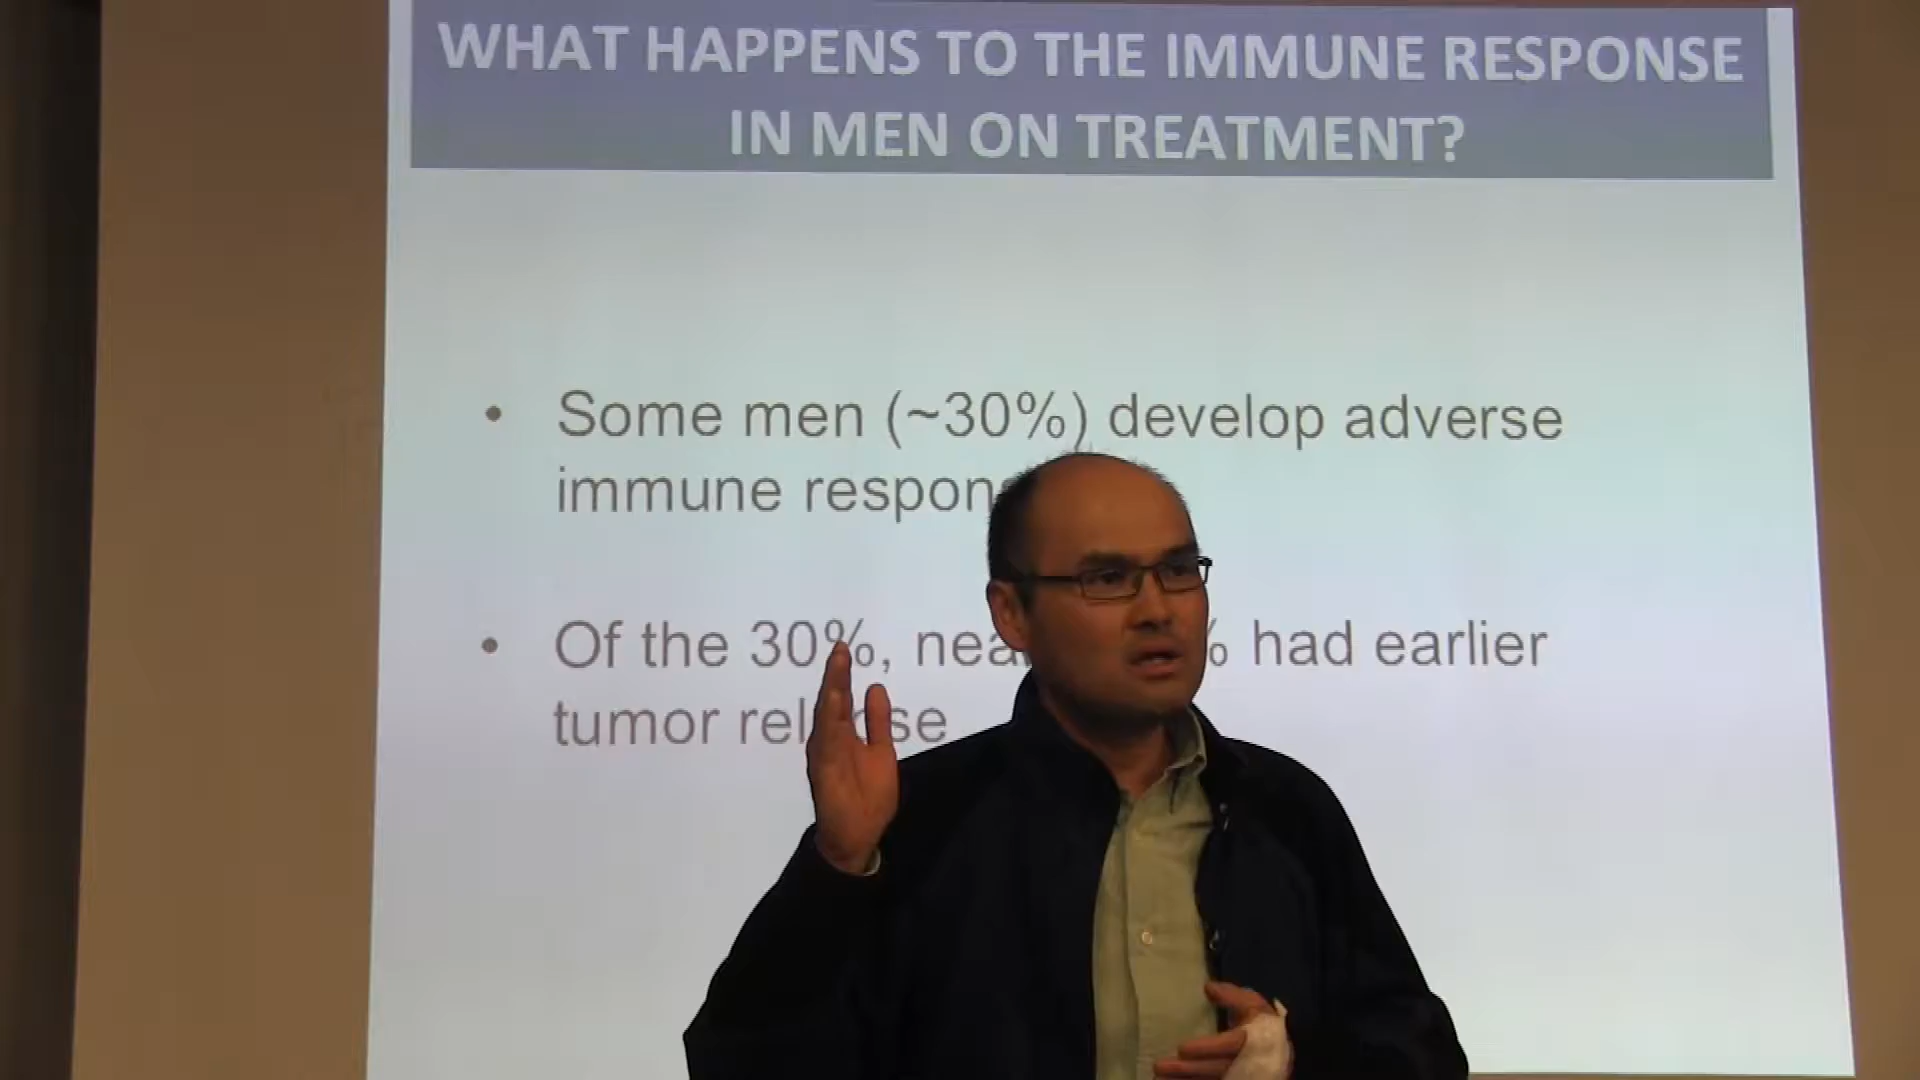 WHAT HAPPENS TO THE IMMUNE RESPONSE
IN MEN ON TREATMENT?
• Some men (~30%) develop adverse
immune
• Of the 30%, had earlier
tumor